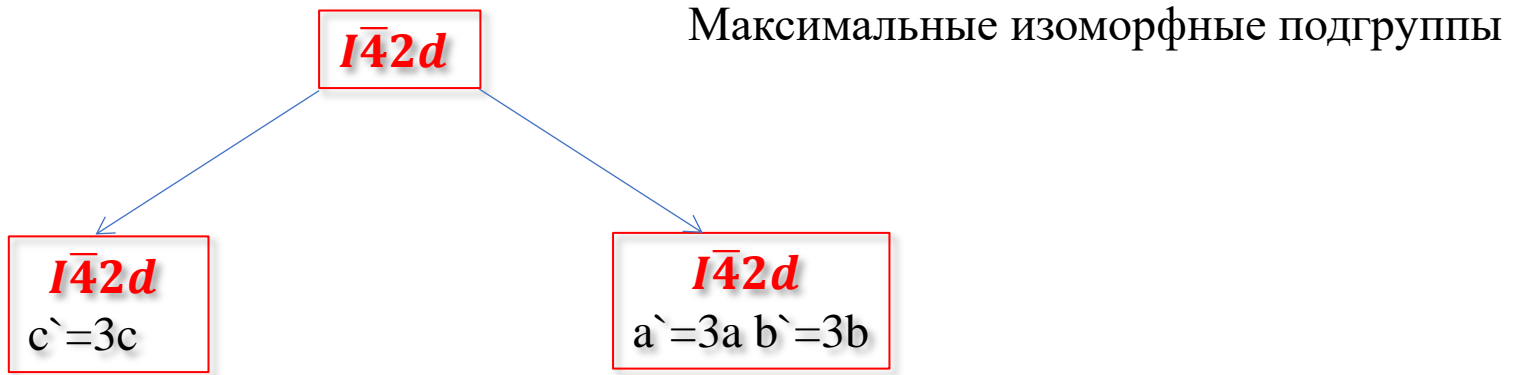 Максимальные изоморфные подгруппы
I4̅2d
I4̅2d
c`=3c
I4̅2d
a`=3a b`=3b